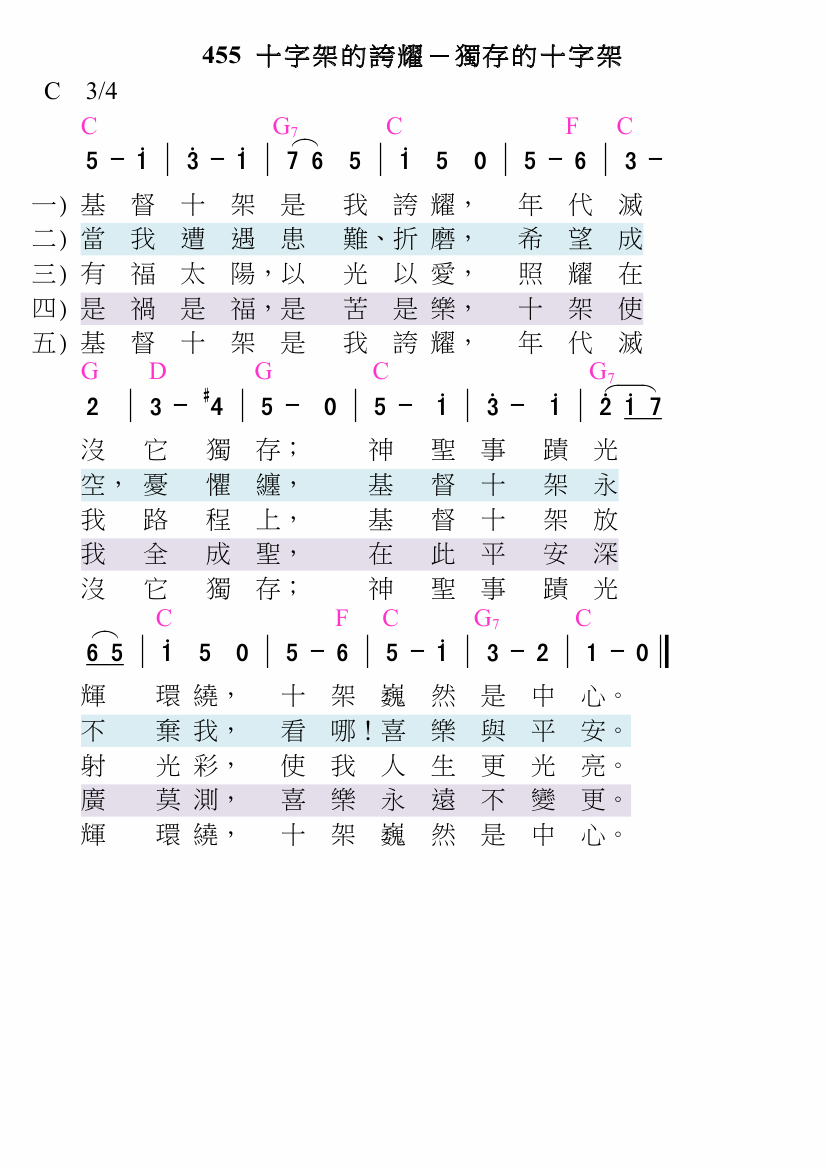 455 十字架的誇耀－獨存的十字架
C 3/4
C G7 C F C
5 － i | 3̇ － i | 7 6 5 | i 5 0 | 5 － 6 | 3 －
一) 基 督 十 架 是 我 誇 耀， 年 代 滅
二) 當 我 遭 遇 患 難、折 磨， 希 望 成
三) 有 福 太 陽，以 光 以 愛， 照 耀 在
四) 是 禍 是 福，是 苦 是 樂， 十 架 使
五) 基 督 十 架 是 我 誇 耀， 年 代 滅
G D G C G7
2 | 3 － #4 | 5 － 0 | 5 － i | 3̇ － i | 2̇ i 7
沒 它 獨 存； 神 聖 事 蹟 光
空，憂 懼 纏， 基 督 十 架 永
我 路 程 上， 基 督 十 架 放
我 全 成 聖， 在 此 平 安 深
沒 它 獨 存； 神 聖 事 蹟 光
C F C G7 C
6 5 | i 5 0 | 5 － 6 | 5 － i | 3 － 2 | 1 － 0 ‖
輝 環 繞， 十 架 巍 然 是 中 心。
不 棄 我， 看 哪！喜 樂 與 平 安。
射 光 彩， 使 我 人 生 更 光 亮。
廣 莫 測， 喜 樂 永 遠 不 變 更。
輝 環 繞， 十 架 巍 然 是 中 心。